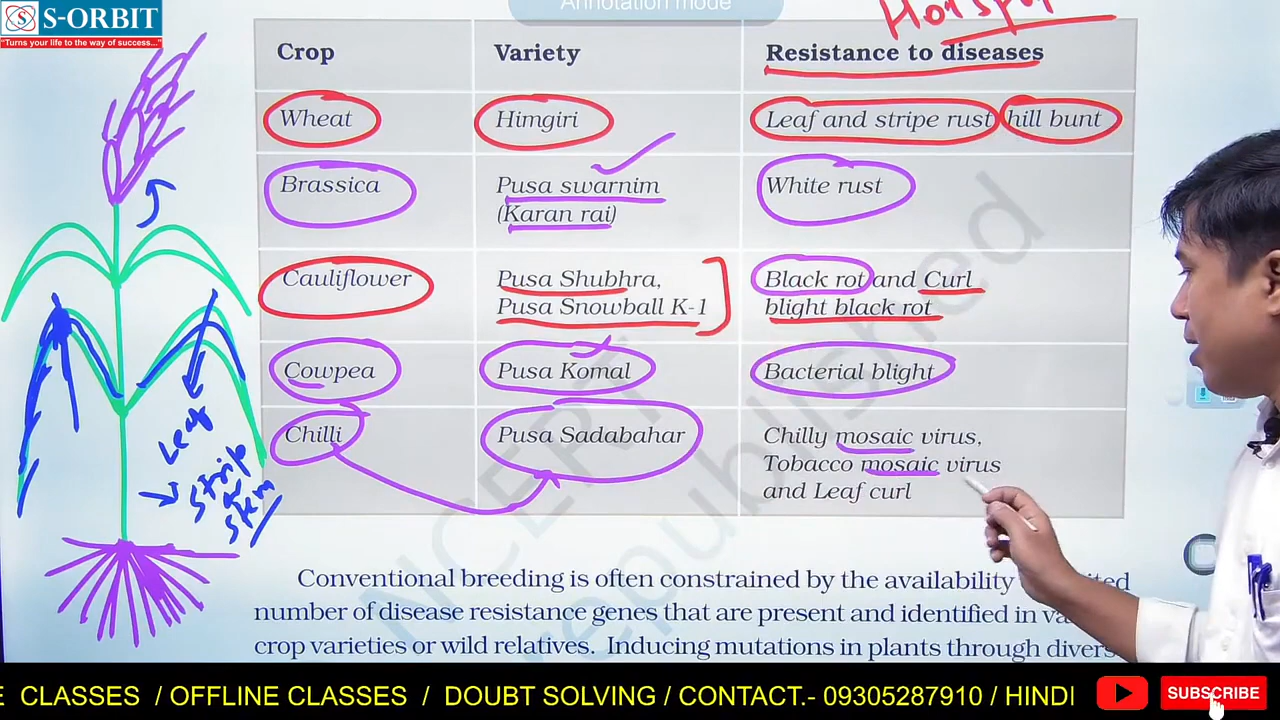 S-ORBIT
"Turns your life to the way of success..."
Annotation mode
Crop Variety Resistance to diseases
Wheat Himgiri Leaf and stripe rust hill bunt
Brassica Pusa swarnim White rust
(Karan rai)
Cauliflower Pusa Shubhra, Black rot and Curl
Pusa Snowball K-1 blight black rot
Cowpea Pusa Komal Bacterial blight
Chilli Pusa Sadabahar Chilly mosaic virus,
Tobacco mosaic virus
and Leaf curl
Leaf
Strip
Stem
NCERT
republished
Conventional breeding is often constrained by the availability
number of disease resistance genes that are present and identified in
crop varieties or wild relatives. Inducing mutations in plants through
CLASSES / OFFLINE CLASSES / DOUBT SOLVING / CONTACT.- 09305287910 / HINDI
SUBSCRIBE